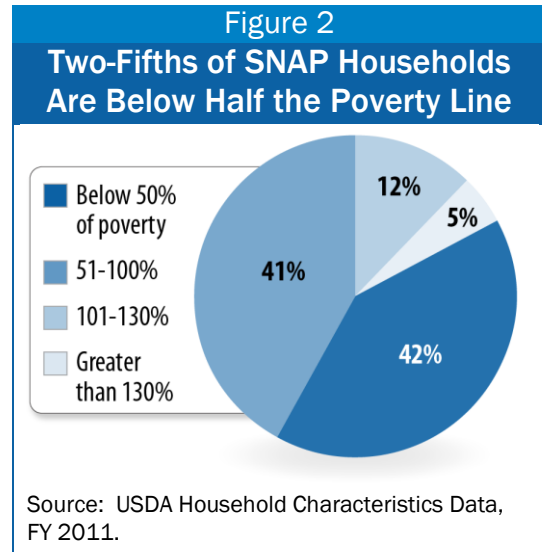 Figure 2
Two-Fifths of SNAP Households
Are Below Half the Poverty Line
Below 50%
of poverty
51-100%
101-130%
Greater
than 130%
12%
5%
41%
42%
Source: USDA Household Characteristics Data,
FY 2011.